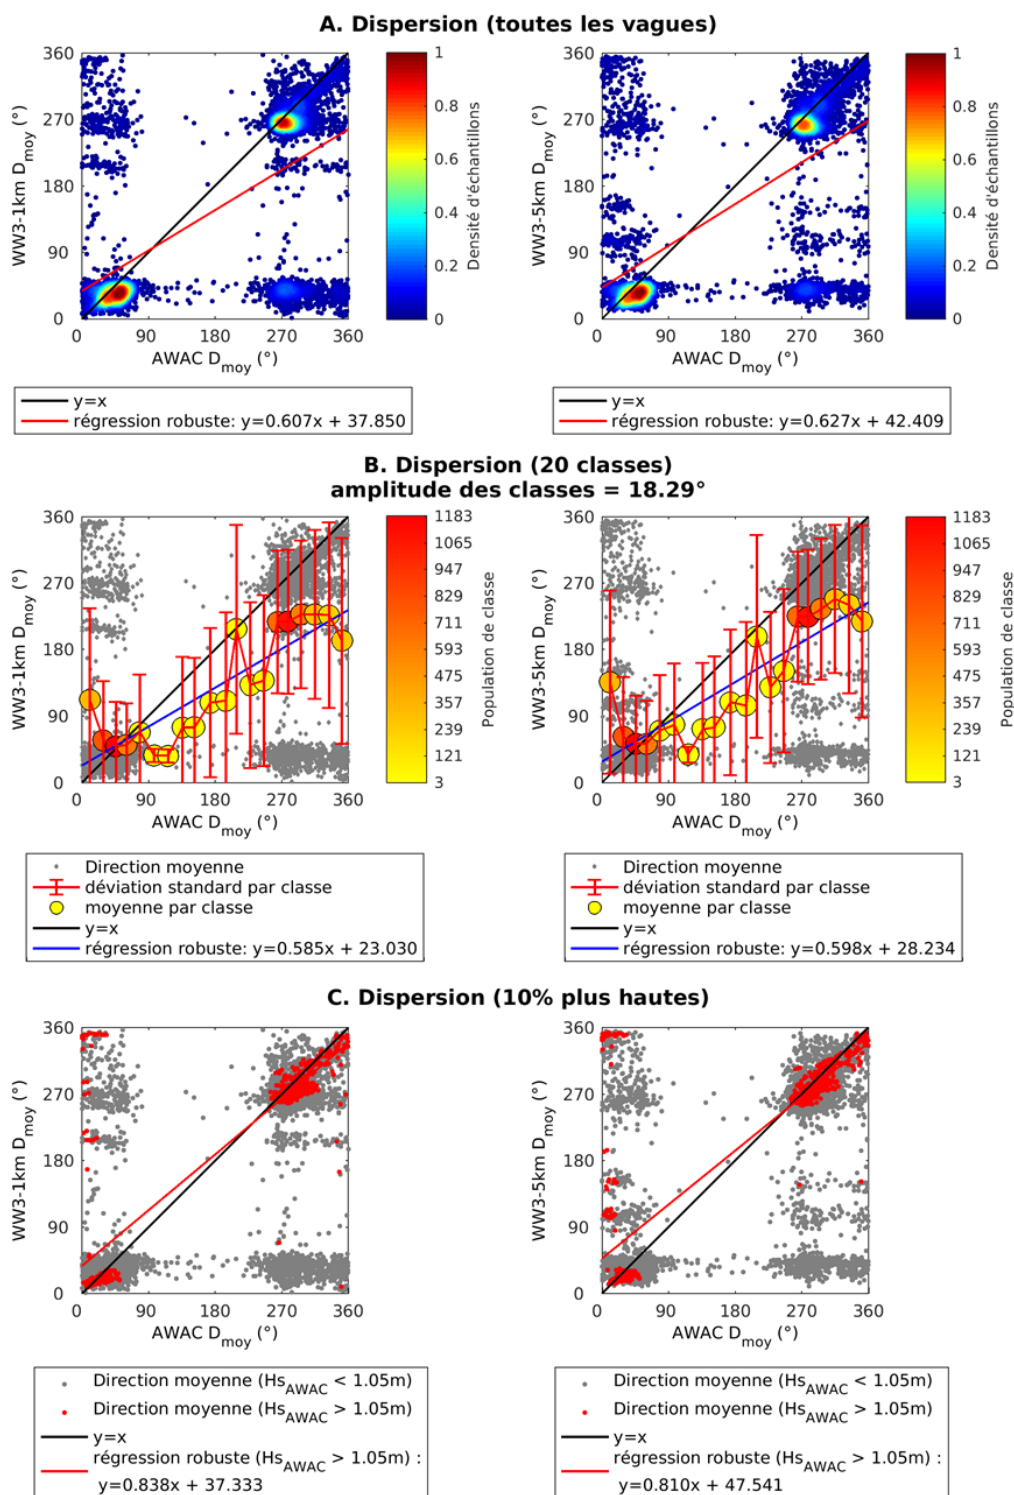 A. Dispersion (toutes les vagues)
360
270
180
90
0
0 90 180 270 360
WW3-1km Dmoy (°)
AWAC Dmoy (°)
1
0.8
0.6
0.4
0.2
0
Densité d'échantillons
360
270
180
90
0
0 90 180 270 360
WW3-5km Dmoy (°)
AWAC Dmoy (°)
1
0.8
0.6
0.4
0.2
0
Densité d'échantillons
y=x
régression robuste: y=0.607x + 37.850
y=x
régression robuste: y=0.627x + 42.409
B. Dispersion (20 classes)
amplitude des classes = 18.29°
360
270
180
90
0
0 90 180 270 360
WW3-1km Dmoy (°)
AWAC Dmoy (°)
1183
1065
947
829
711
593
475
357
239
121
3
Population de classe
360
270
180
90
0
0 90 180 270 360
WW3-5km Dmoy (°)
AWAC Dmoy (°)
1183
1065
947
829
711
593
475
357
239
121
3
Population de classe
Direction moyenne
déviation standard par classe
moyenne par classe
y=x
régression robuste: y=0.585x + 23.030
Direction moyenne
déviation standard par classe
moyenne par classe
y=x
régression robuste: y=0.598x + 28.234
C. Dispersion (10% plus hautes)
360
270
180
90
0
0 90 180 270 360
WW3-1km Dmoy (°)
AWAC Dmoy (°)
360
270
180
90
0
0 90 180 270 360
WW3-5km Dmoy (°)
AWAC Dmoy (°)
Direction moyenne (HsAWAC < 1.05m)
Direction moyenne (HsAWAC > 1.05m)
y=x
régression robuste (HsAWAC > 1.05m) :
y=0.838x + 37.333
Direction moyenne (HsAWAC < 1.05m)
Direction moyenne (HsAWAC > 1.05m)
y=x
régression robuste (HsAWAC > 1.05m) :
y=0.810x + 47.541